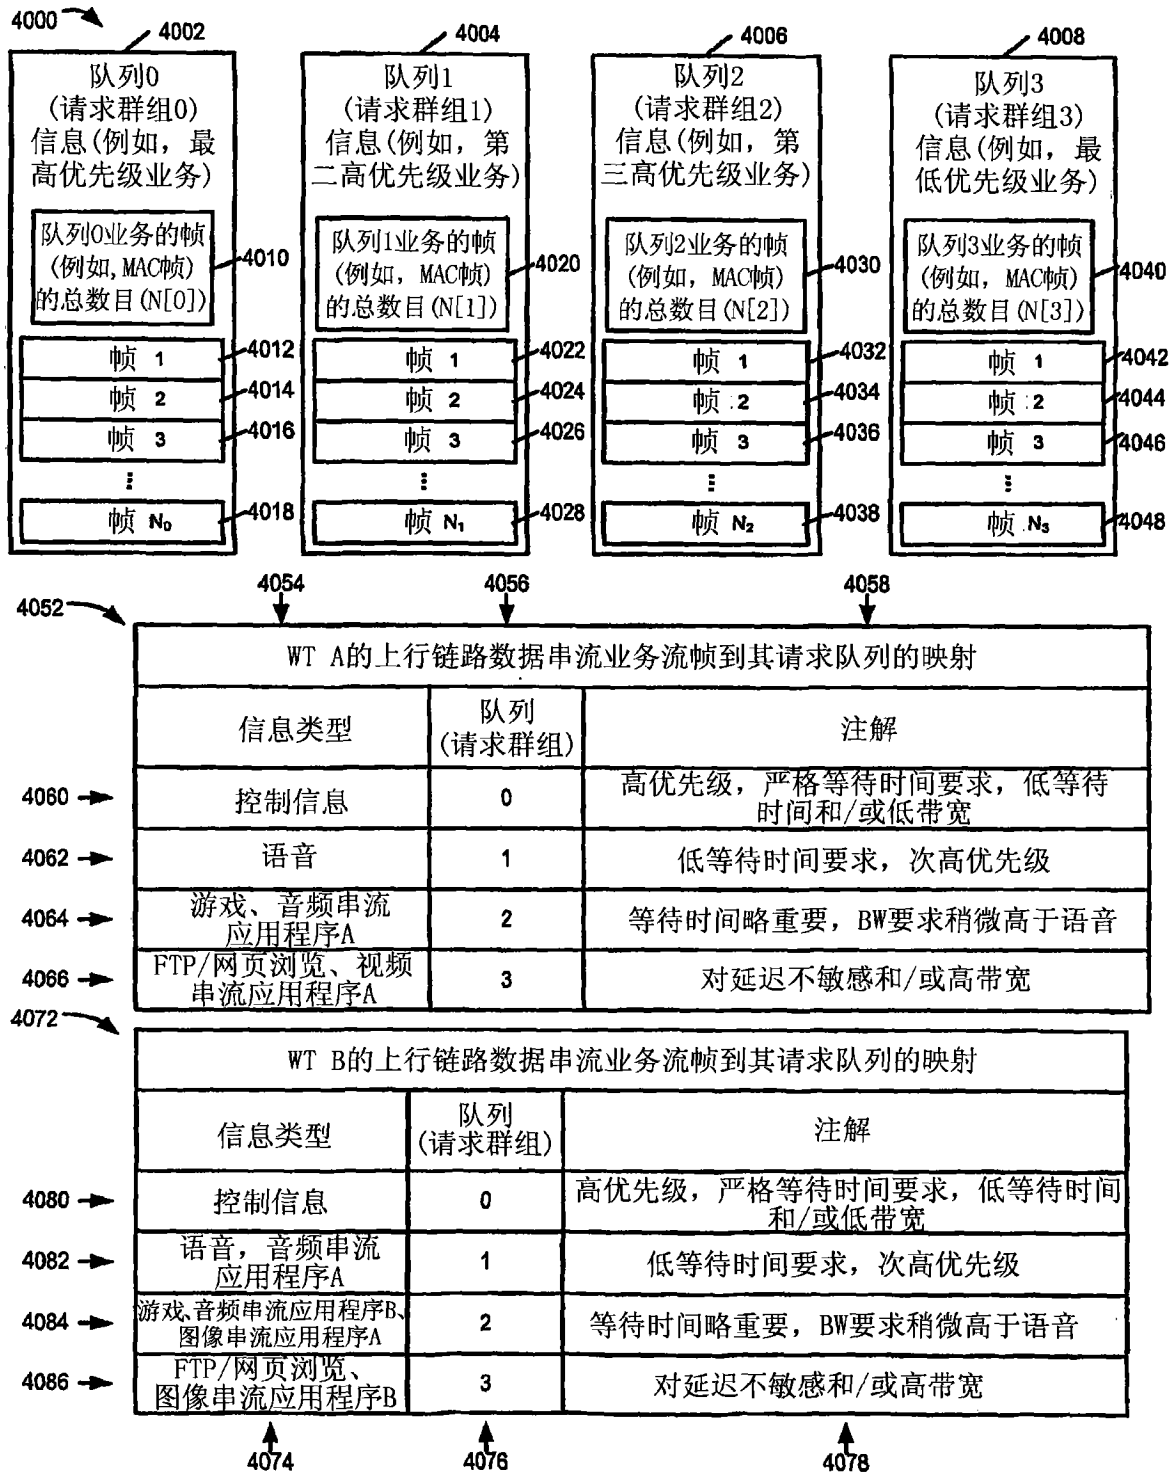 4000
4002
队列0
(请求群组0)
信息(例如，最
高优先级业务)
队列0业务的帧
(例如,MAC帧)
的总数目(N[0])
4010
帧 1
4012
帧 2
4014
帧 3
4016
⋮
帧 N₀
4018
4004
队列1
(请求群组1)
信息(例如，第
二高优先级业务)
队列1业务的帧
(例如，MAC帧)
的总数目(N[1])
4020
帧 1
4022
帧 2
4024
帧 3
4026
⋮
帧 N₁
4028
4006
队列2
(请求群组2)
信息(例如，第
三高优先级业务)
队列2业务的帧
(例如，MAC帧)
的总数目(N[2])
4030
帧 1
4032
帧 2
4034
帧 3
4036
⋮
帧 N₂
4038
4008
队列3
(请求群组3)
信息(例如，最
低优先级业务)
队列3业务的帧
(例如，MAC帧)
的总数目(N[3])
4040
帧 1
4042
帧 2
4044
帧 3
4046
⋮
帧 N₃
4048
4052
4054
4056
4058
WT A的上行链路数据串流业务流帧到其请求队列的映射
信息类型
队列
(请求群组)
注解
4060
控制信息
0
高优先级，严格等待时间要求，低等待
时间和/或低带宽
4062
语音
1
低等待时间要求，次高优先级
4064
游戏、音频串流
应用程序A
2
等待时间略重要，BW要求稍微高于语音
4066
FTP/网页浏览、视频
串流应用程序A
3
对延迟不敏感和/或高带宽
4072
WT B的上行链路数据串流业务流帧到其请求队列的映射
信息类型
队列
(请求群组)
注解
4080
控制信息
0
高优先级，严格等待时间要求，低等待时间
和/或低带宽
4082
语音，音频串流
应用程序A
1
低等待时间要求，次高优先级
4084
游戏、音频串流应用程序B、
图像串流应用程序A
2
等待时间略重要，BW要求稍微高于语音
4086
FTP/网页浏览、
图像串流应用程序B
3
对延迟不敏感和/或高带宽
4074
4076
4078